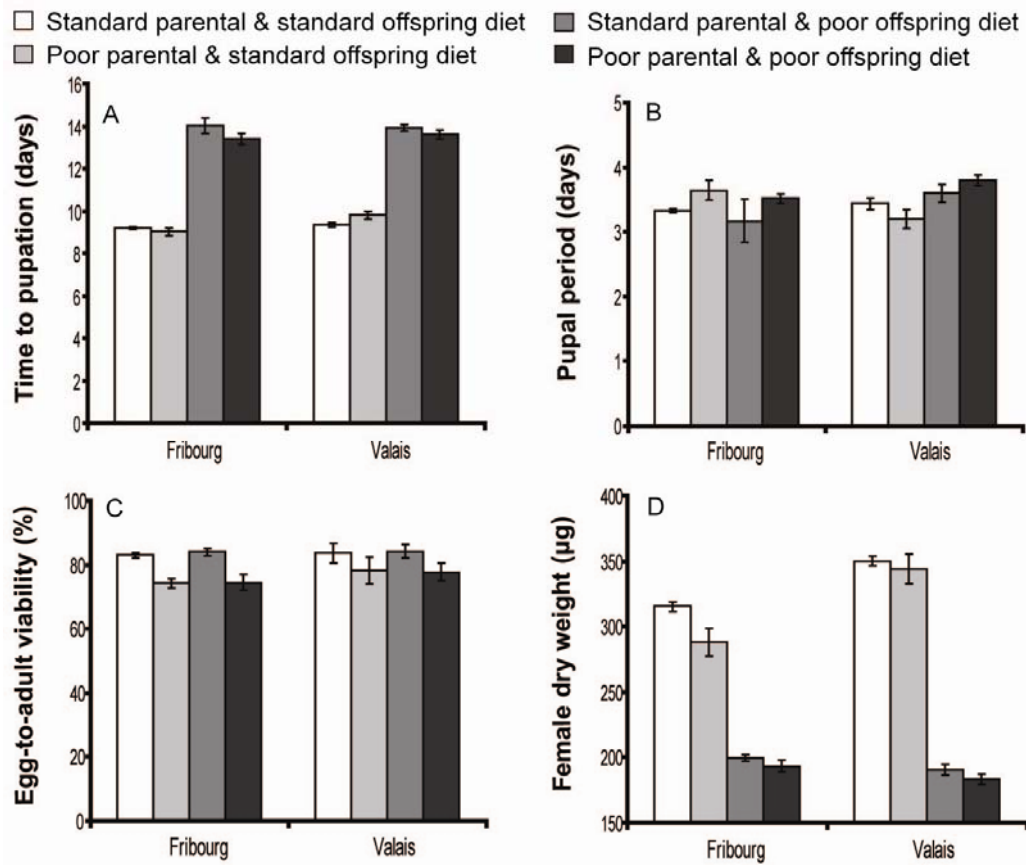 Standard parental & standard offspring diet
Standard parental & poor offspring diet
Poor parental & standard offspring diet
Poor parental & poor offspring diet
A
Time to pupation (days)
16
14
12
10
8
6
4
2
0
Fribourg Valais
B
Pupal period (days)
5
4
3
2
1
0
Fribourg Valais
C
Egg-to-adult viability (%)
100
80
60
40
20
0
Fribourg Valais
D
Female dry weight (µg)
400
350
300
250
200
150
Fribourg Valais